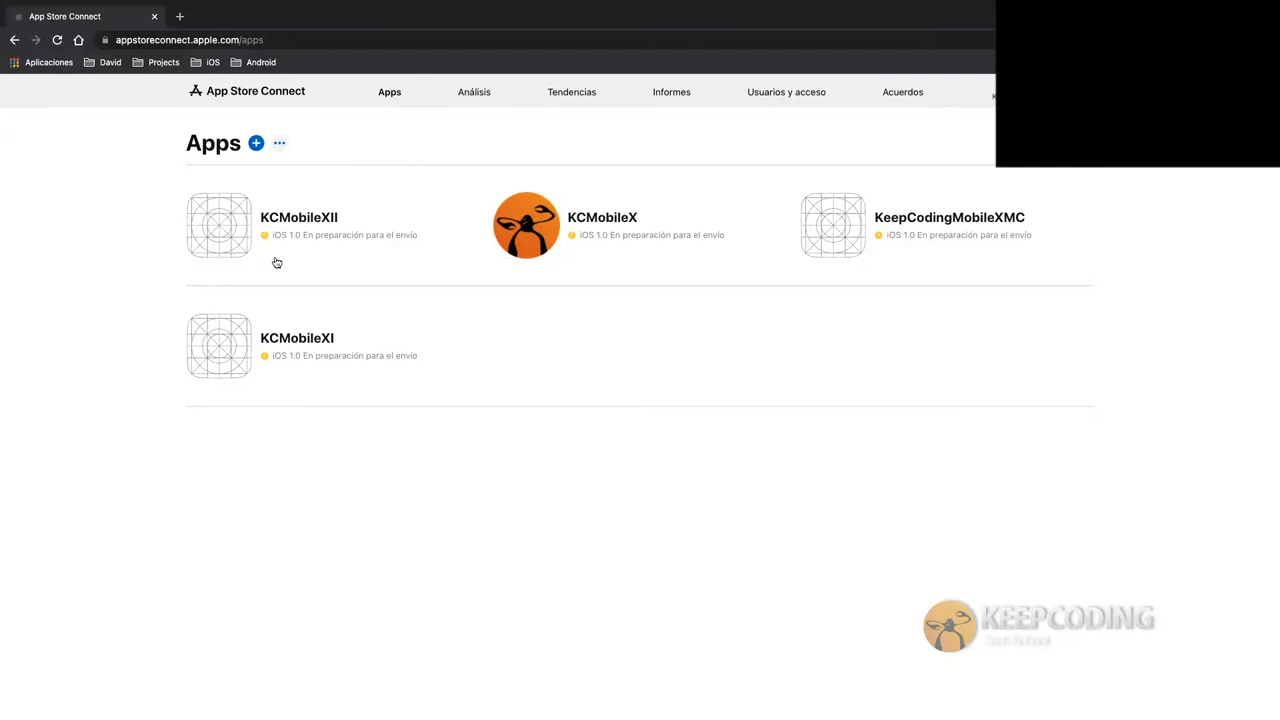 App Store Connect
appstoreconnect.apple.com/apps
Aplicaciones David Projects iOS Android
App Store Connect Apps Análisis Tendencias Informes Usuarios y acceso Acuerdos
Apps
KCMobileXII
iOS 1.0 En preparación para el envío
KCMobileX
iOS 1.0 En preparación para el envío
KeepCodingMobileXMC
iOS 1.0 En preparación para el envío
KCMobileXI
iOS 1.0 En preparación para el envío
KEEPCODING
Tech School